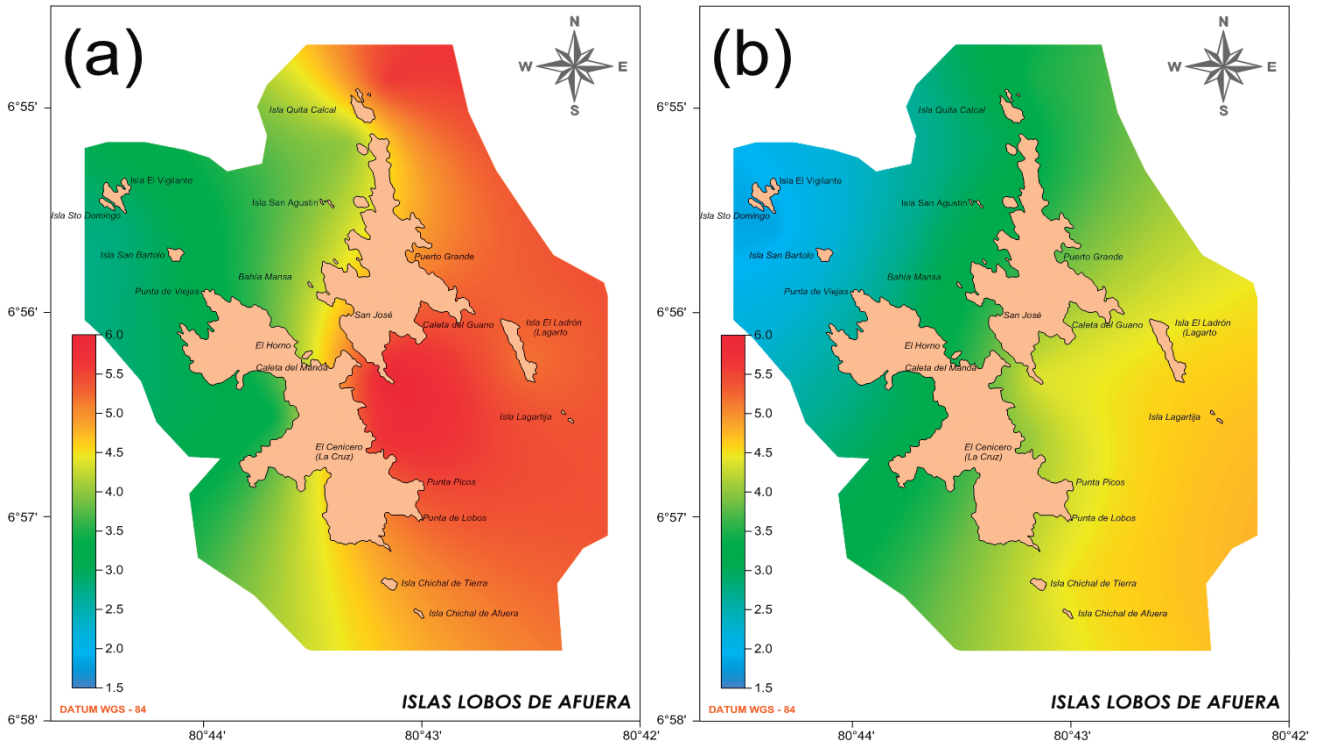 (a)
N
W E
S
6°55'
6°56'
6°57'
6°58'
Isla Quita Calcal
Isla El Vigilante
Isla Sto Domingo
Isla San Agustin
Isla San Bartolo
Puerto Grande
Bahía Mansa
Punta de Viejas
San José
Caleta del Guano
Isla El Ladrón
(Lagarto
El Horno
Caleta del Manoa
Isla Lagartija
El Cenicero
(La Cruz)
Punta Picos
Punta de Lobos
Isla Chichal de Tierra
Isla Chichal de Afuera
6.0
5.5
5.0
4.5
4.0
3.5
3.0
2.5
2.0
1.5
DATUM WGS - 84
ISLAS LOBOS DE AFUERA
80°44'
80°43'
80°42'
(b)
N
W E
S
6°55'
6°56'
6°57'
6°58'
Isla Quita Calcal
Isla El Vigilante
Isla Sto Domingo
Isla San Agustin
Isla San Bartolo
Puerto Grande
Bahía Mansa
Punta de Viejas
San José
Caleta del Guano
Isla El Ladrón
(Lagarto
El Horno
Caleta del Manoa
Isla Lagartija
El Cenicero
(La Cruz)
Punta Picos
Punta de Lobos
Isla Chichal de Tierra
Isla Chichal de Afuera
6.0
5.5
5.0
4.5
4.0
3.5
3.0
2.5
2.0
1.5
DATUM WGS - 84
ISLAS LOBOS DE AFUERA
80°44'
80°43'
80°42'